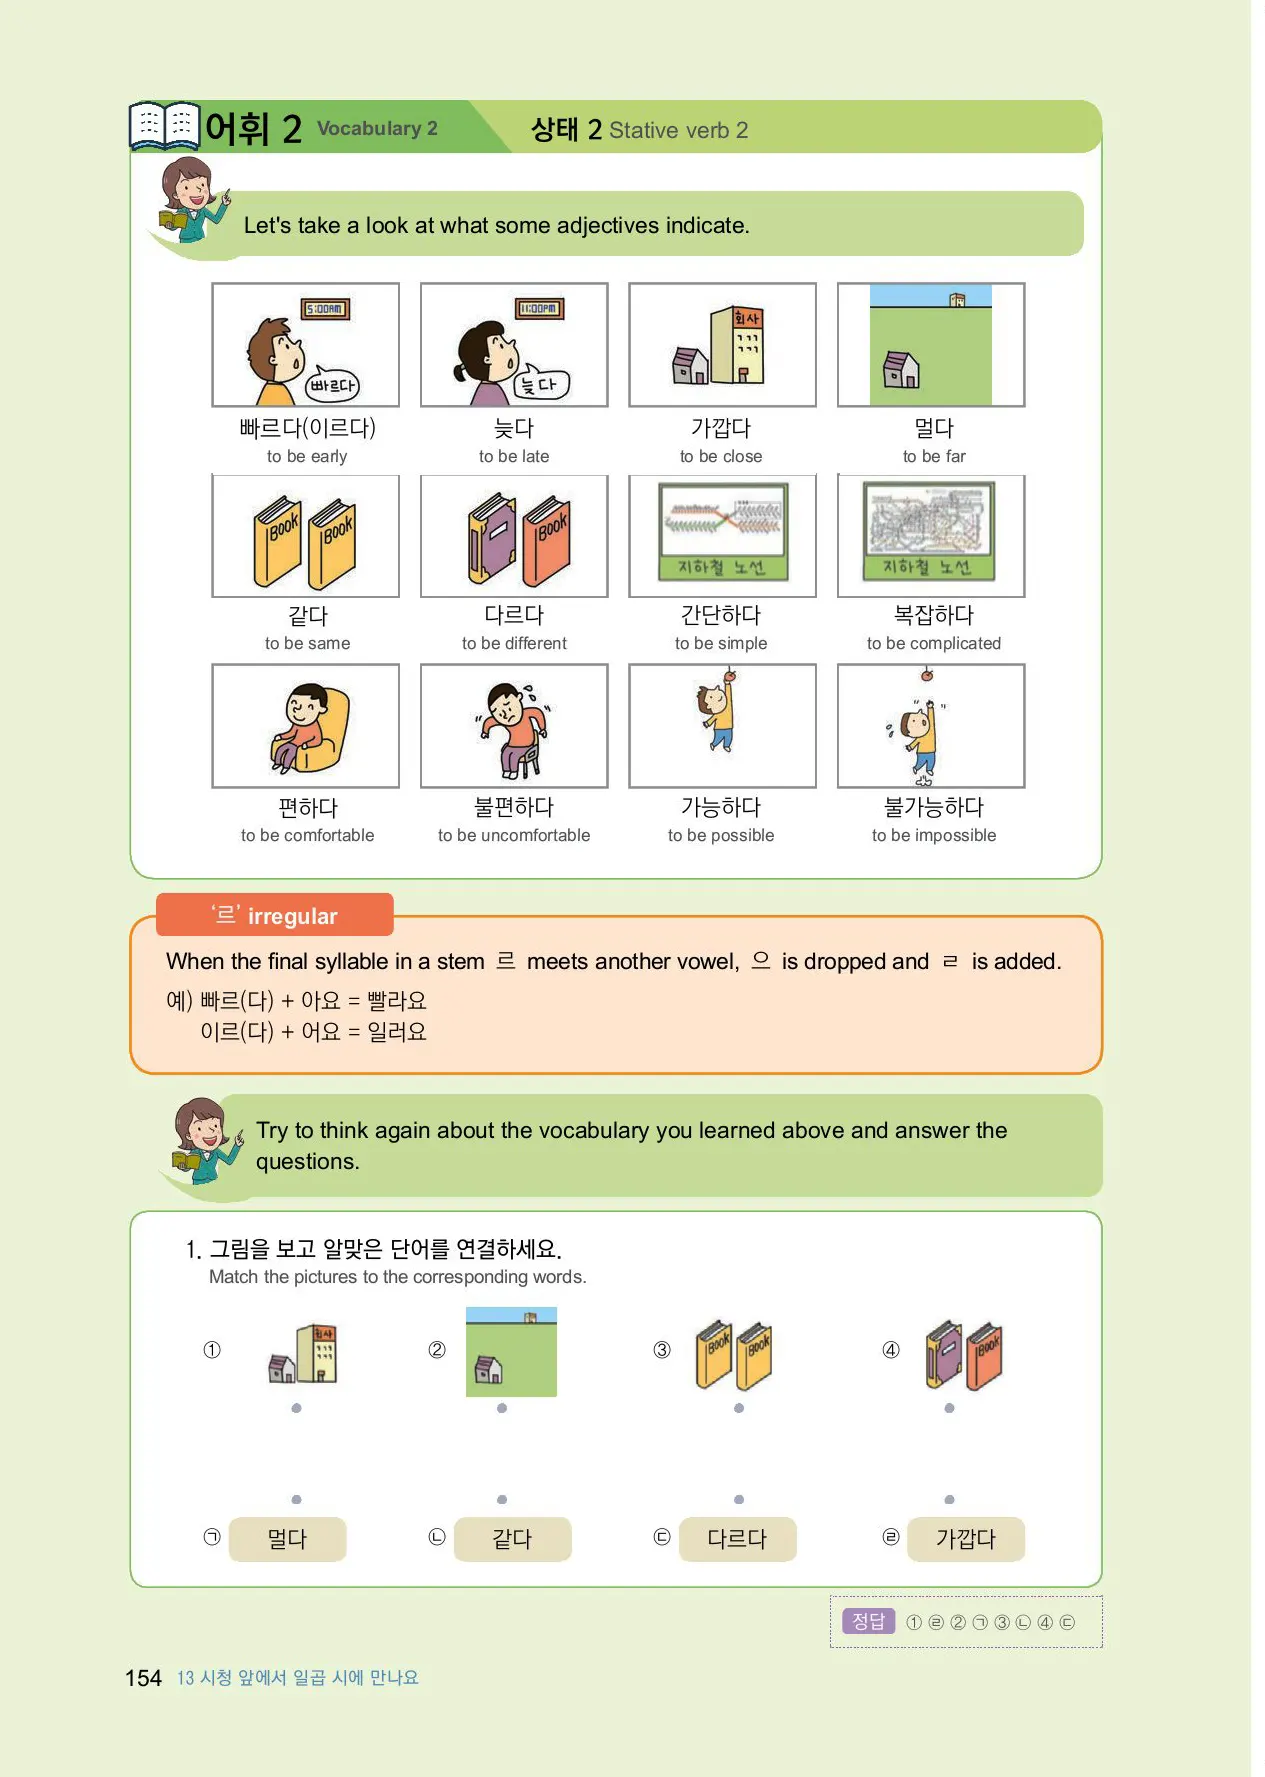 어휘 2 Vocabulary 2 상태 2 Stative verb 2
Let's take a look at what some adjectives indicate.
5:00AM 11:00PM 회사
빠르다 늦다
빠르다(이르다) 늦다 가깝다 멀다
to be early to be late to be close to be far
BOOK BOOK BOOK
지하철 노선 지하철 노선
같다 다르다 간단하다 복잡하다
to be same to be different to be simple to be complicated
편하다 불편하다 가능하다 불가능하다
to be comfortable to be uncomfortable to be possible to be impossible
‘르’ irregular
When the final syllable in a stem 르 meets another vowel, 으 is dropped and ㄹ is added.
예) 빠르(다) + 아요 = 빨라요
이르(다) + 어요 = 일러요
Try to think again about the vocabulary you learned above and answer the
questions.
1. 그림을 보고 알맞은 단어를 연결하세요.
Match the pictures to the corresponding words.
① 회사 ② ③ BOOK BOOK ④ BOOK
㉠ 멀다 ㉡ 같다 ㉢ 다르다 ㉣ 가깝다
정답 ① ㉣ ② ㉠ ③ ㉡ ④ ㉢
154 13 시청 앞에서 일곱 시에 만나요